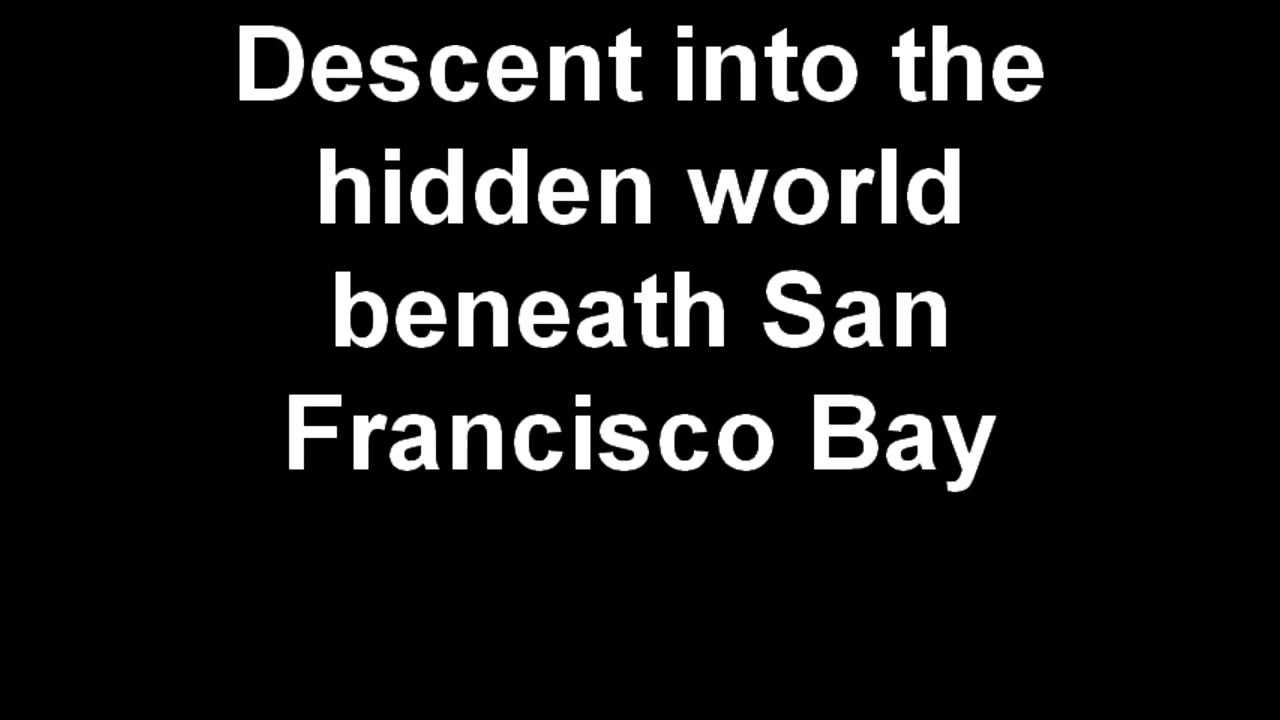 Descent into the
hidden world
beneath San
Francisco Bay